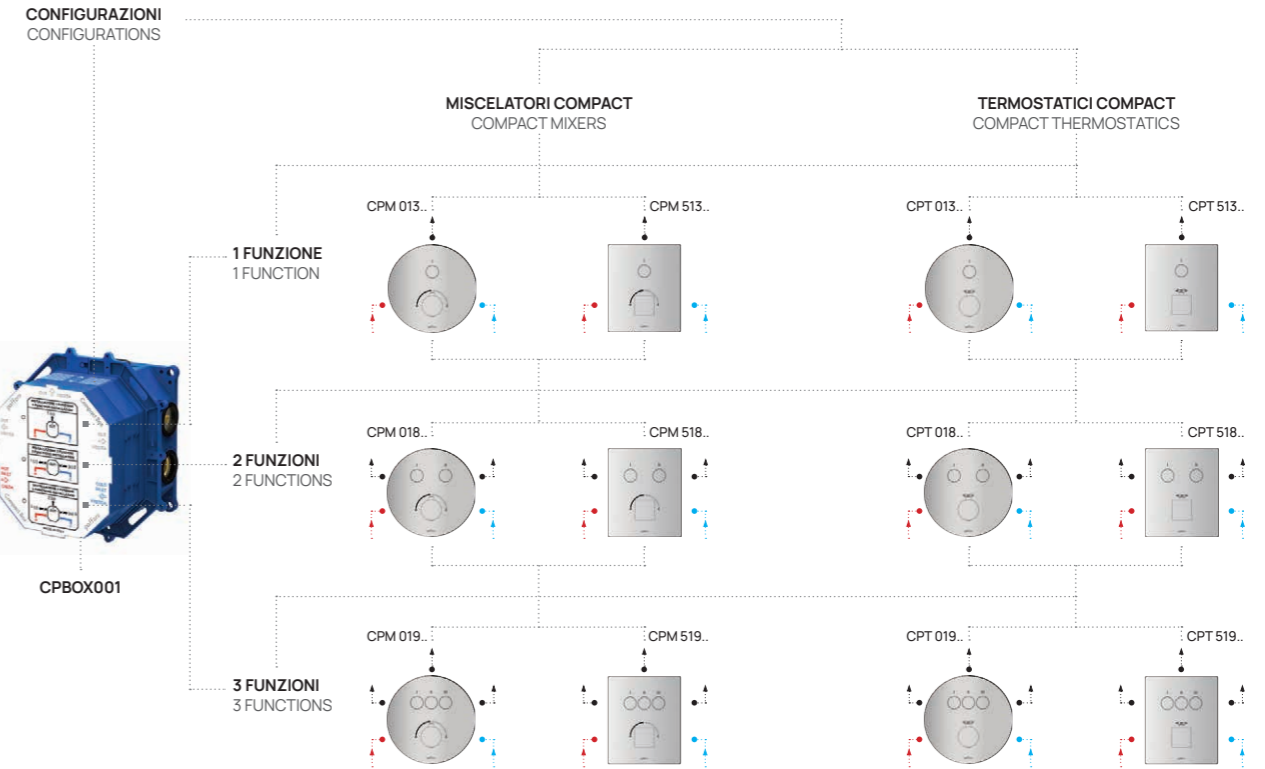 CONFIGURAZIONI
CONFIGURATIONS
MISCELATORI COMPACT
COMPACT MIXERS
TERMOSTATICI COMPACT
COMPACT THERMOSTATICS
CPM 013..
CPM 513..
CPT 013..
CPT 513..
1 FUNZIONE
1 FUNCTION
CPM 018..
CPM 518..
CPT 018..
CPT 518..
2 FUNZIONI
2 FUNCTIONS
CPBOX001
CPM 019..
CPM 519..
CPT 019..
CPT 519..
3 FUNZIONI
3 FUNCTIONS